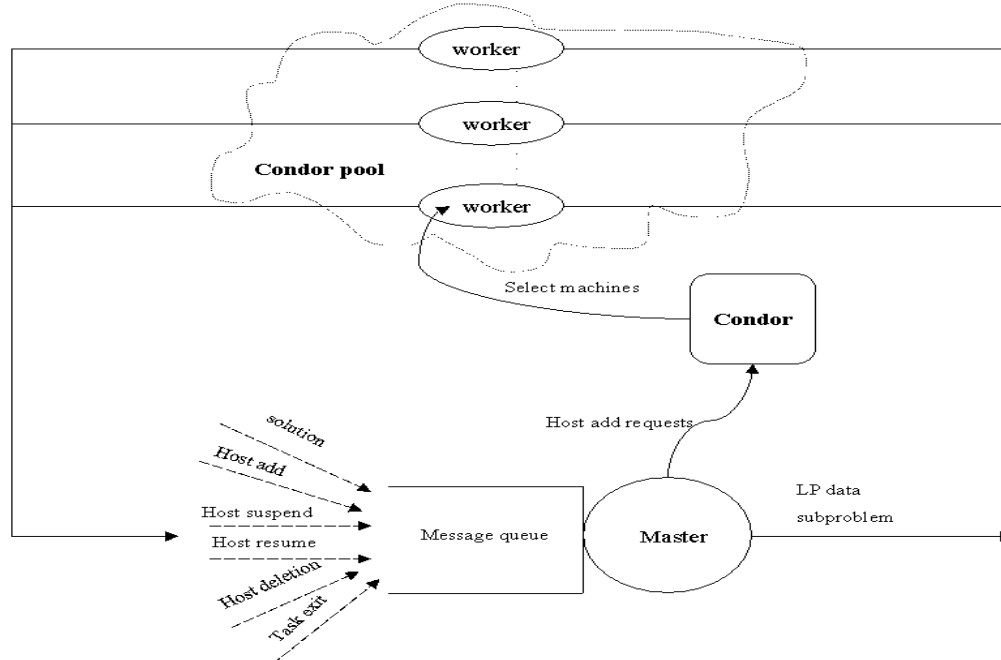 worker
worker
Condor pool
worker
Select machines
Condor
Host add requests
solution
Host add
Host suspend
Host resume
Host deletion
Task exit
Message queue
Master
LP data
subproblem